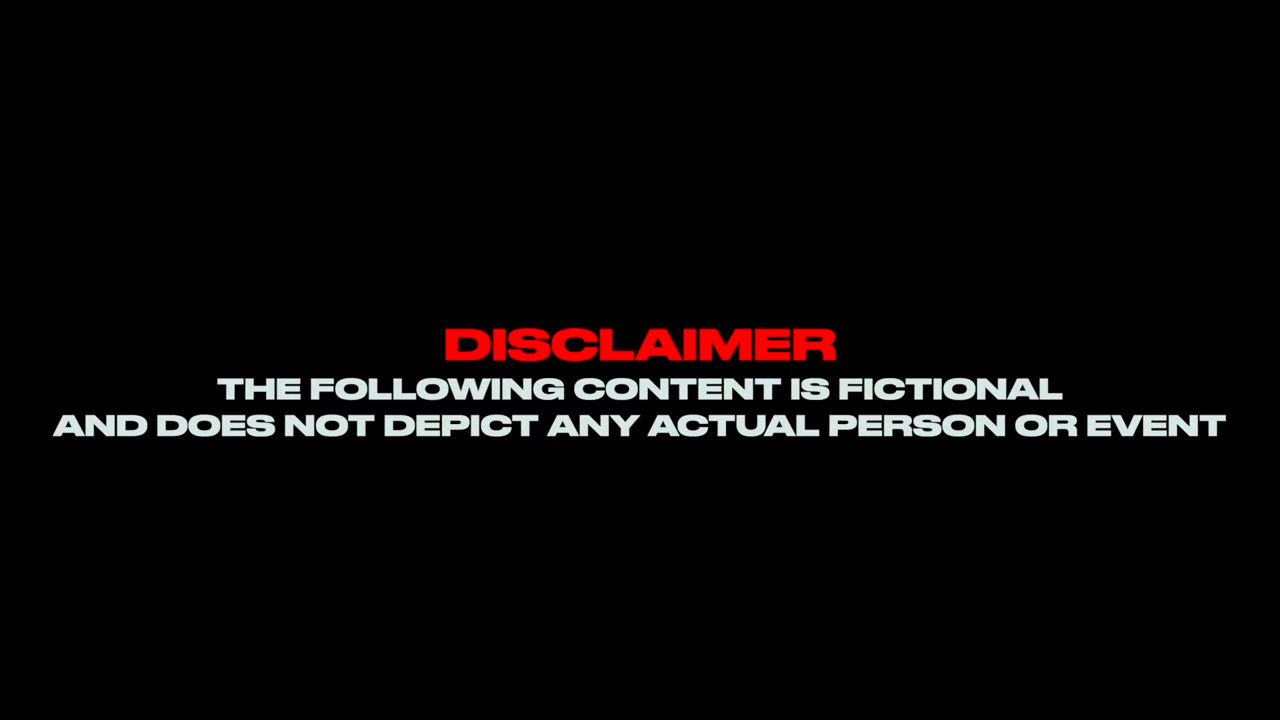 DISCLAIMER
THE FOLLOWING CONTENT IS FICTIONAL
AND DOES NOT DEPICT ANY ACTUAL PERSON OR EVENT